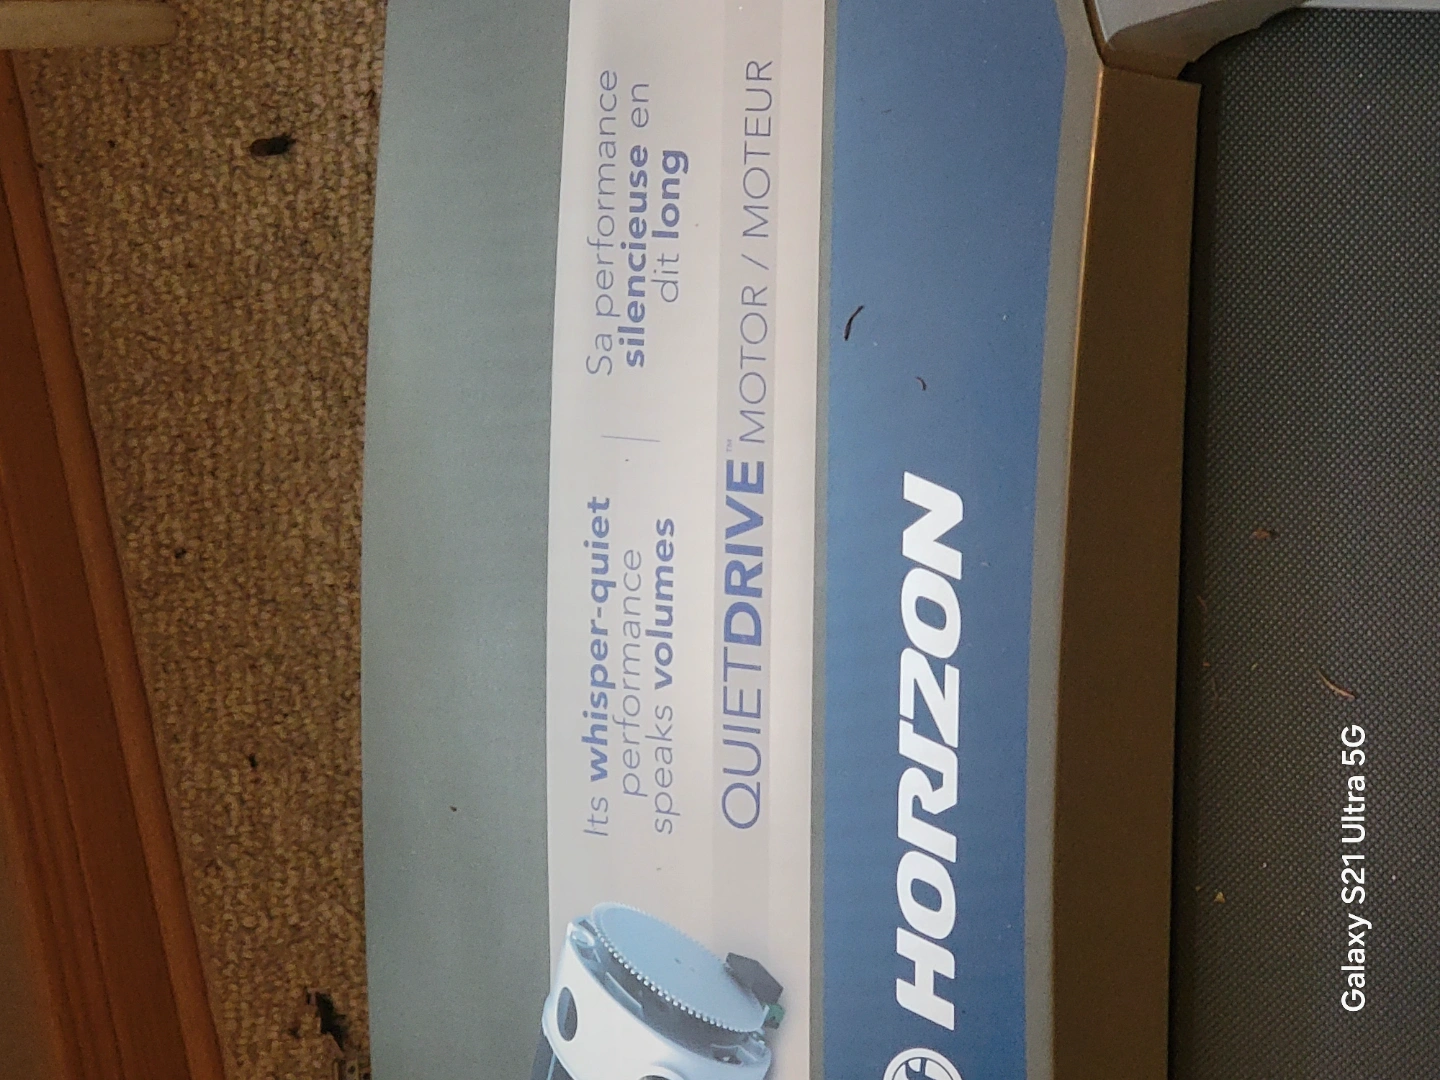 Its whisper-quiet
performance
speaks volumes
Sa performance
silencieuse en
dit long
QUIETDRIVE™ MOTOR / MOTEUR
HORIZON
Galaxy S21 Ultra 5G